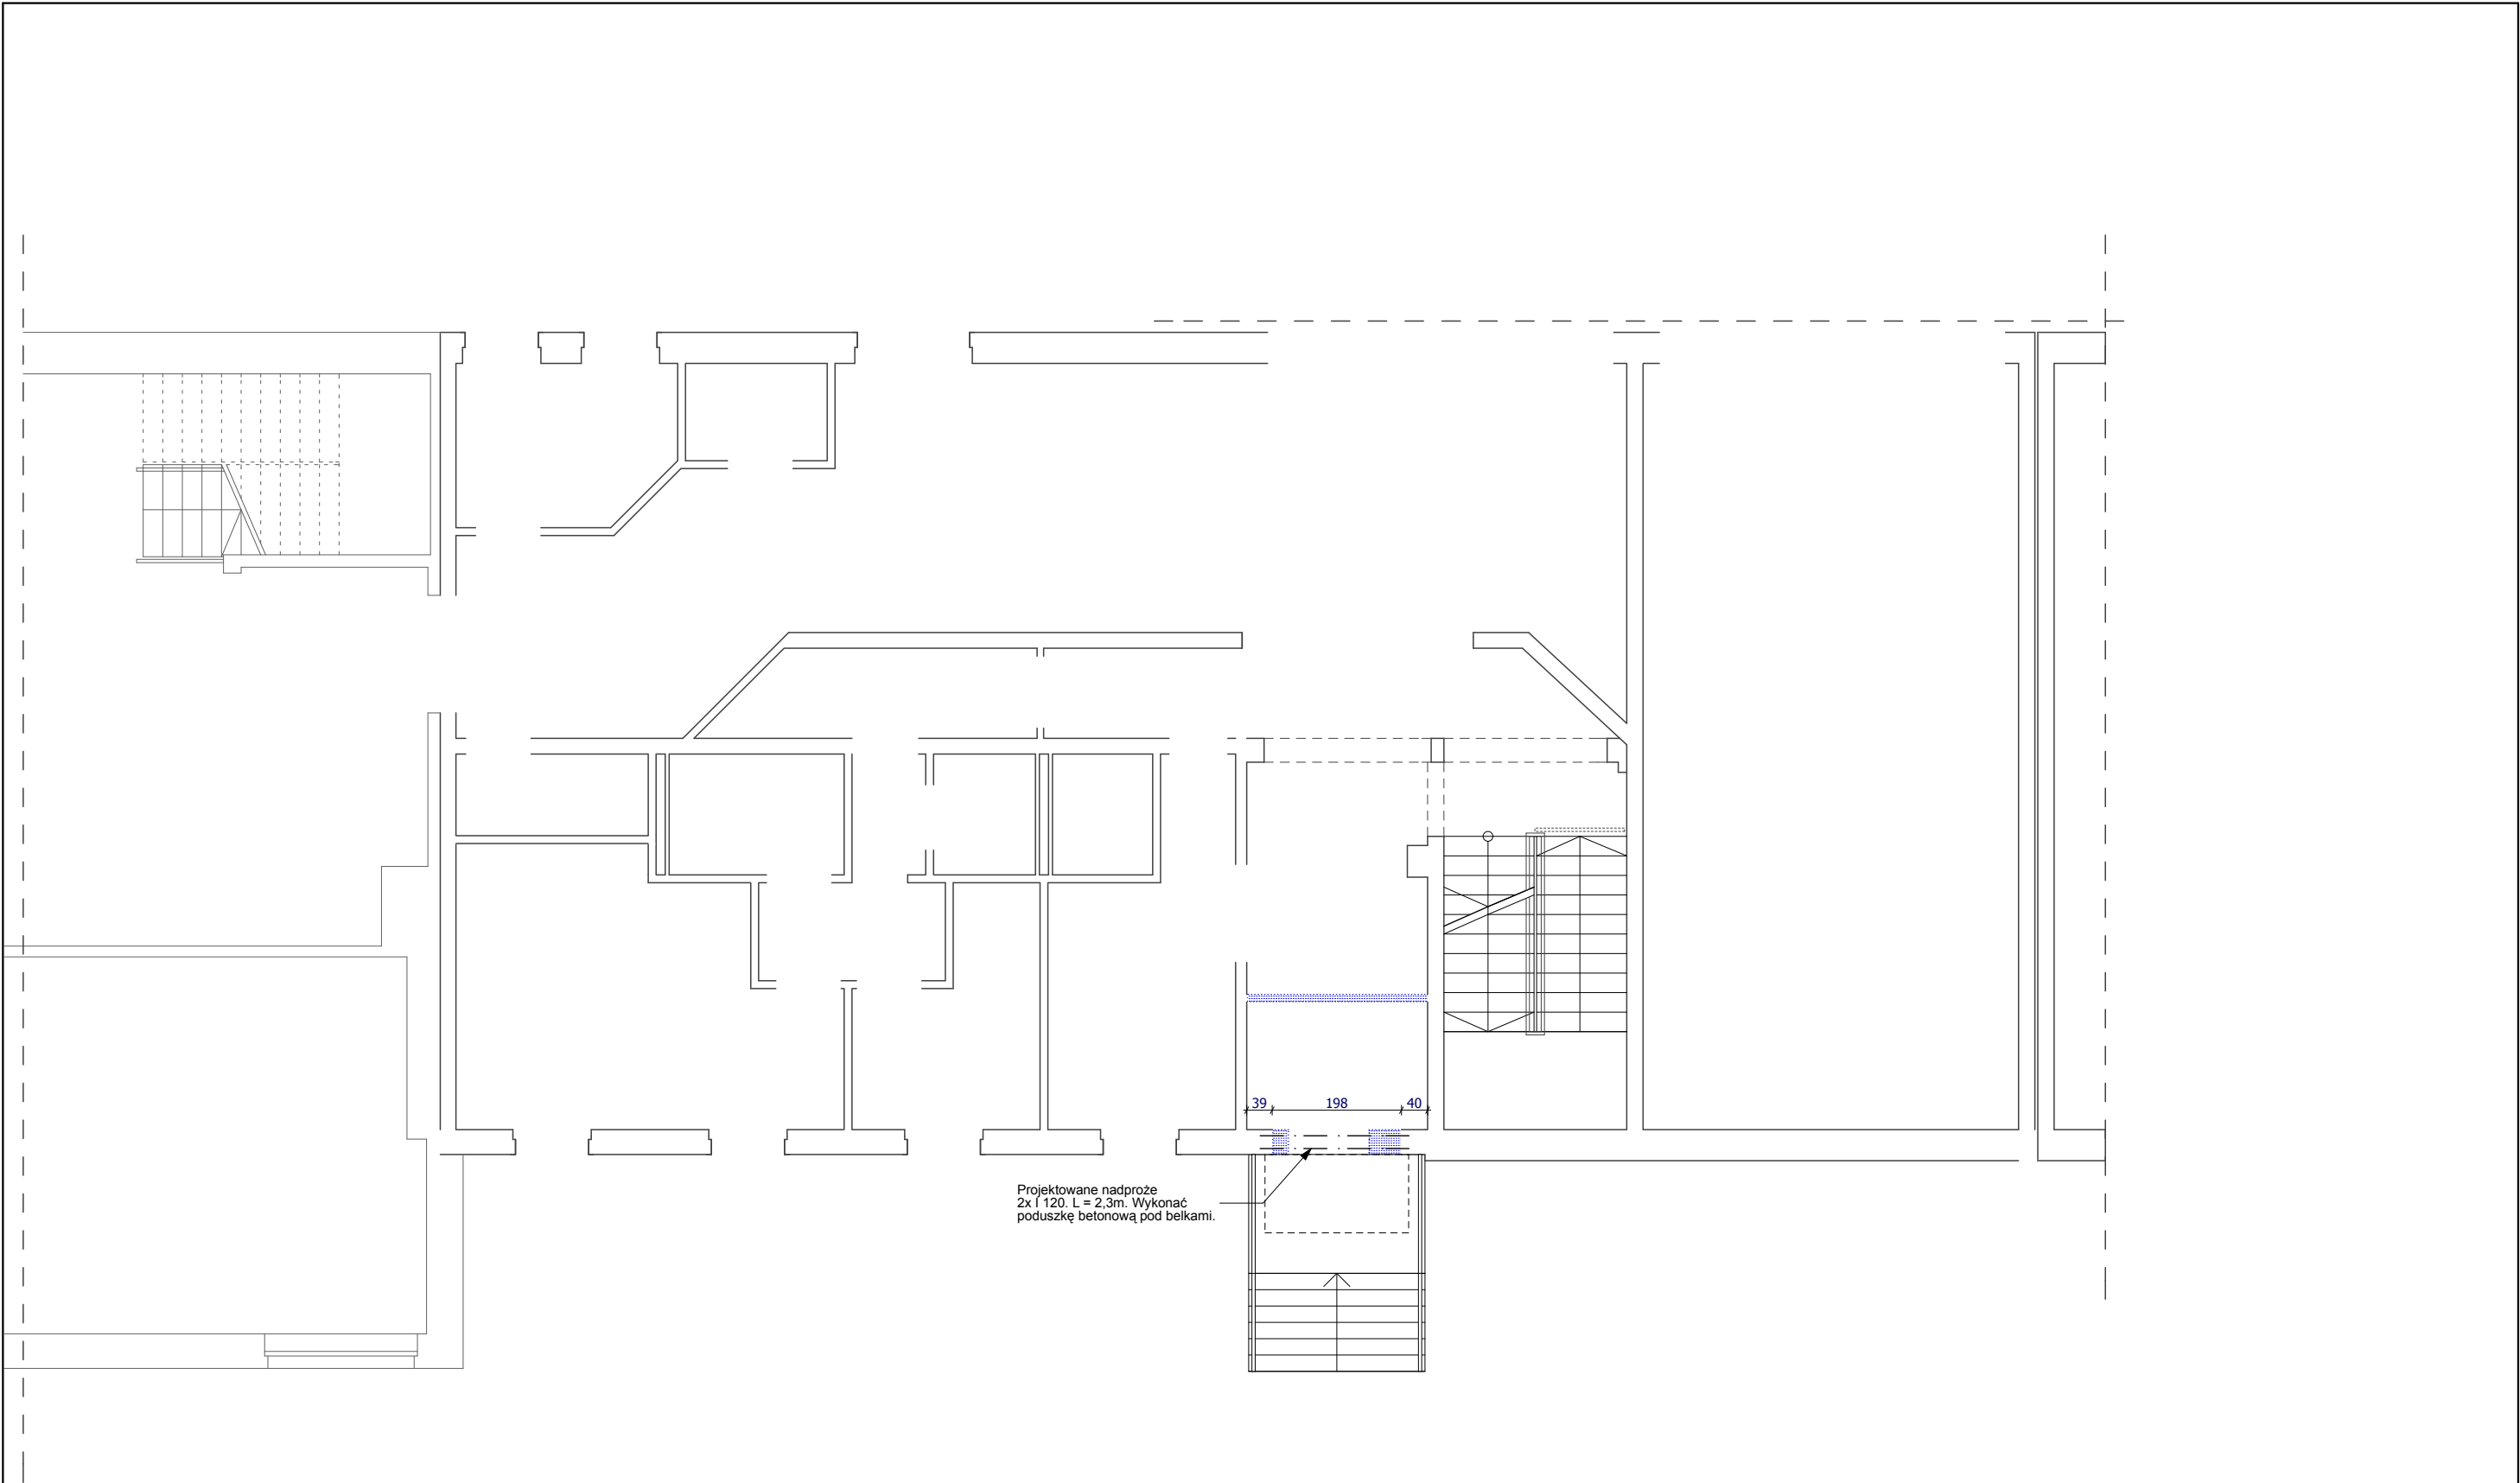 39 198 40
Projektowane nadproże
2x I 120. L = 2,3m. Wykonać
poduszkę betonową pod belkami.